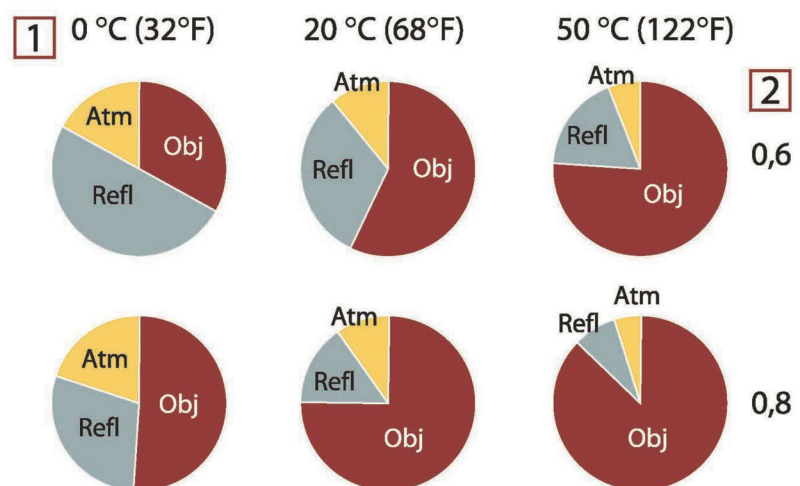 1 0 °C (32°F) 20 °C (68°F) 50 °C (122°F)
2
0,6
Atm
Obj
Refl
Atm
Refl
Obj
Atm
Refl
Obj
Atm
Refl
Obj
Atm
Refl
Obj
Atm
Refl
Obj
0,8